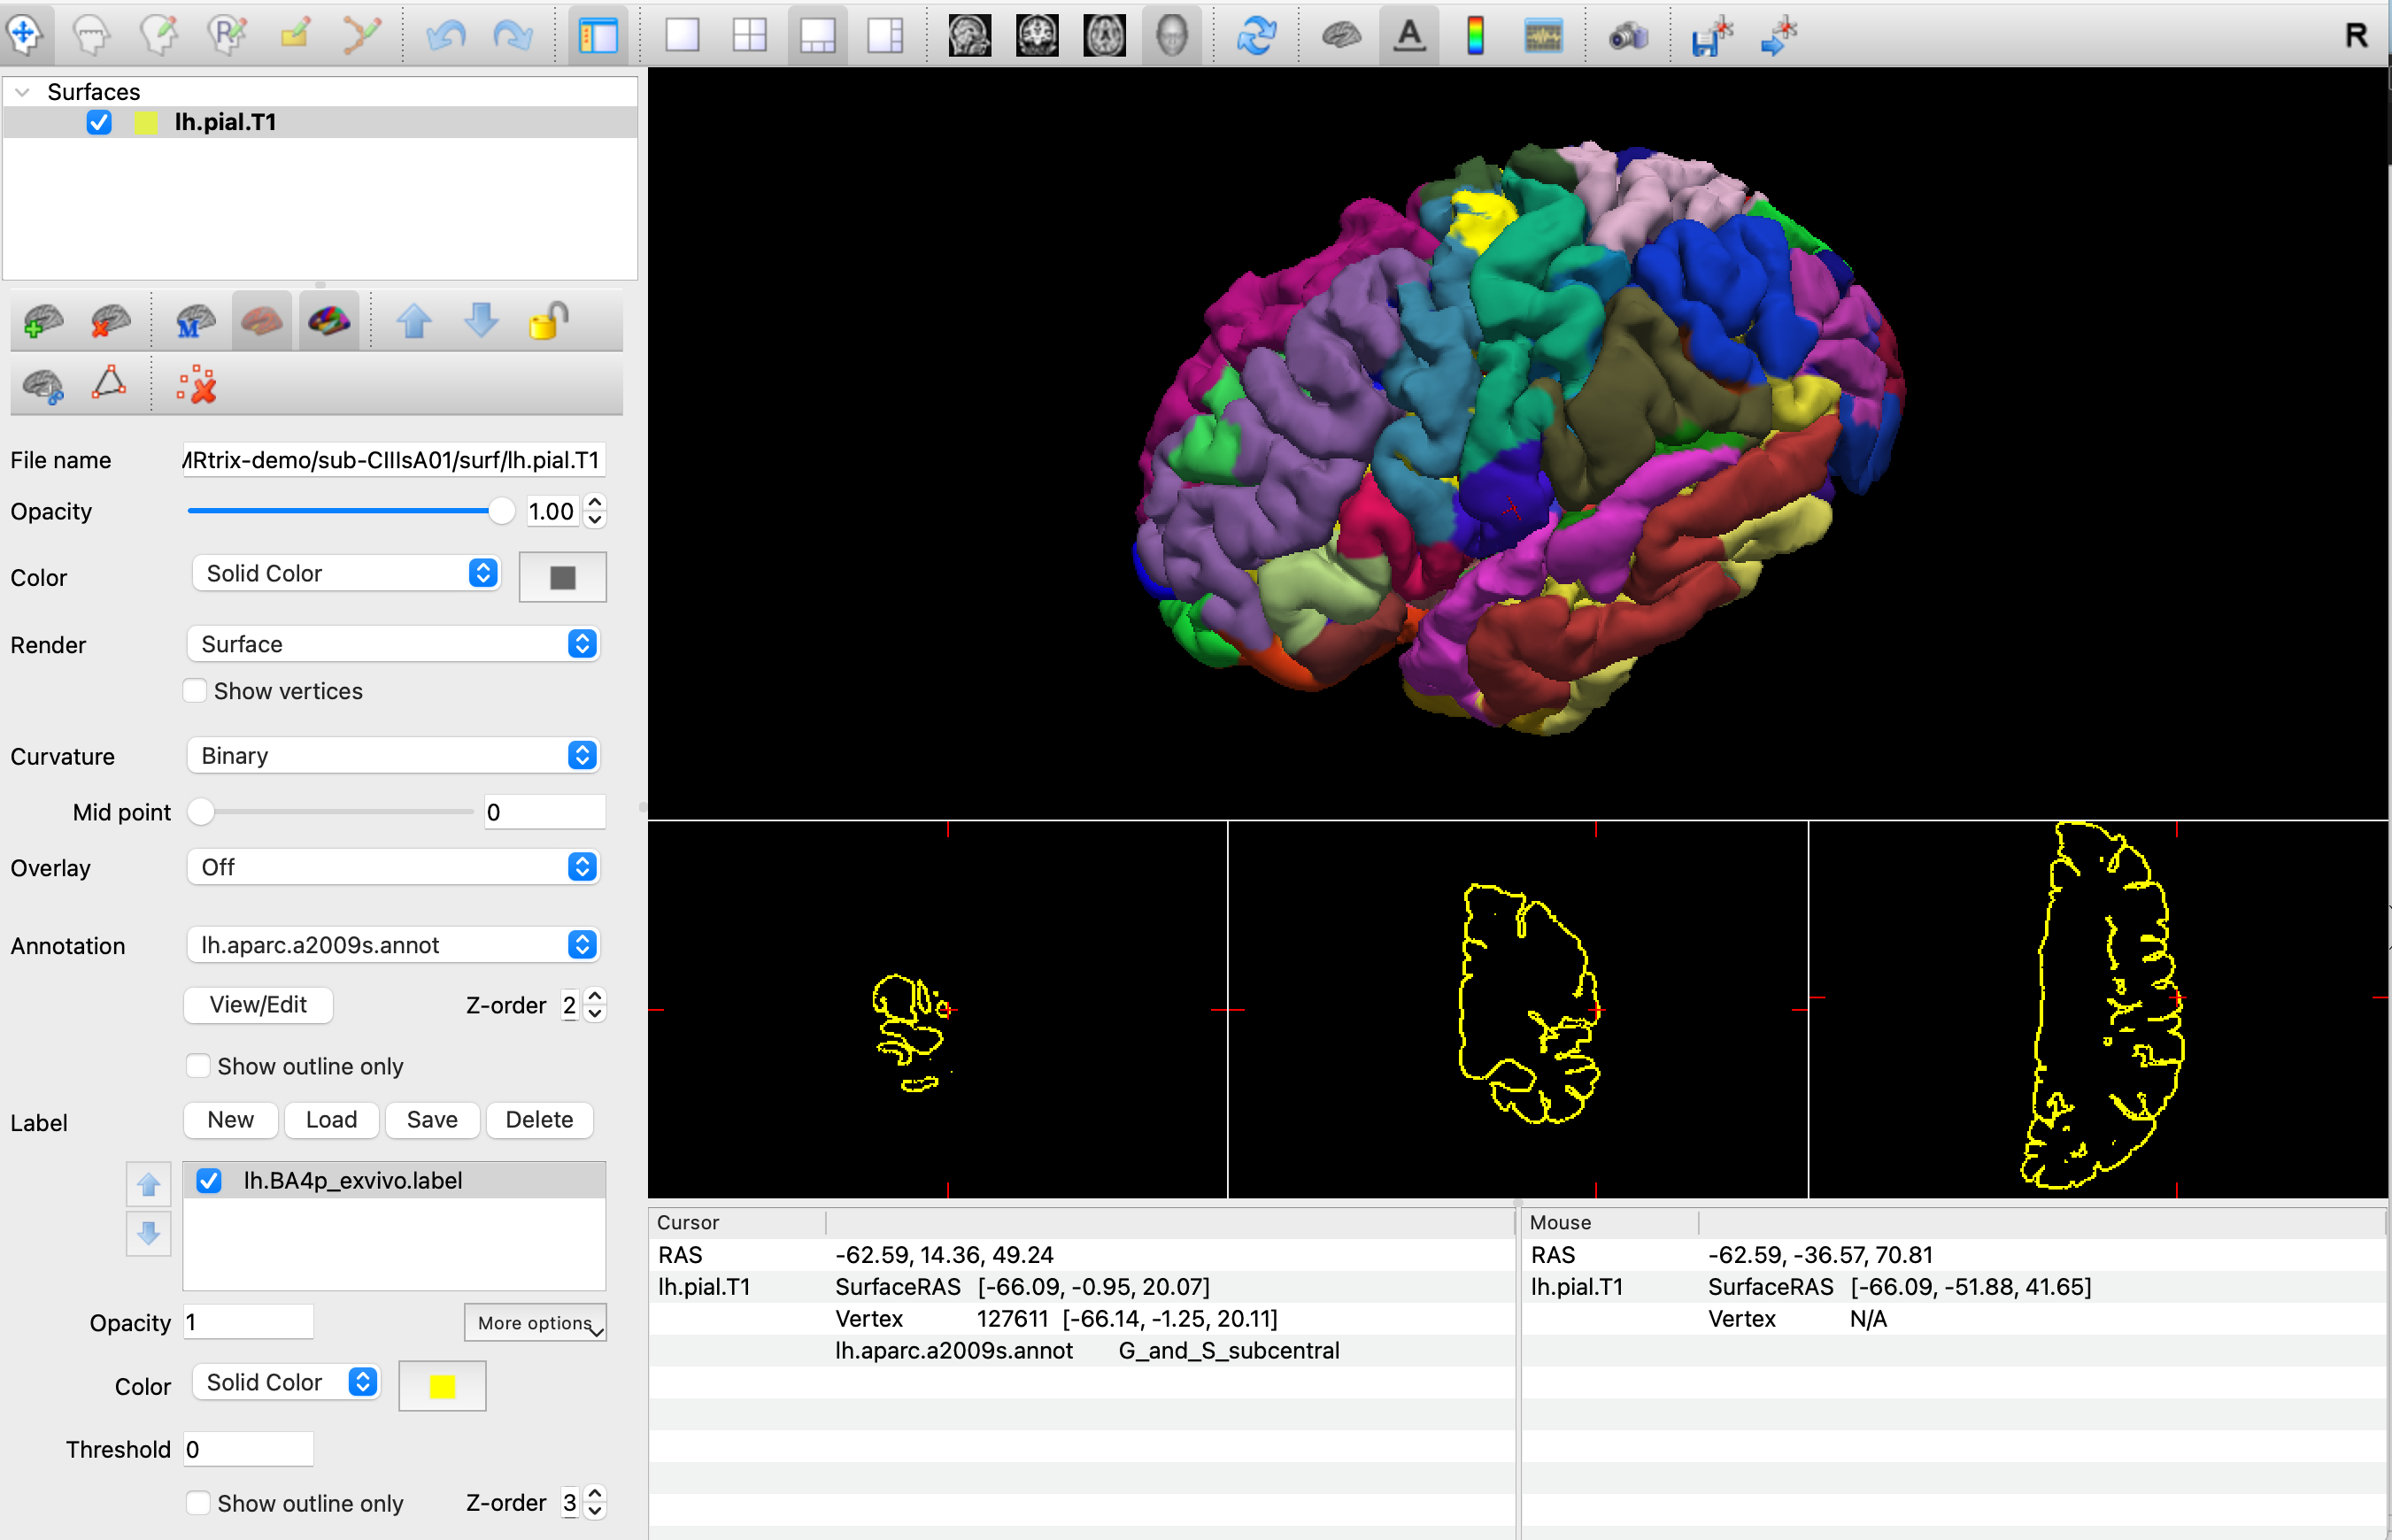 R
Surfaces
lh.pial.T1
M
File name
MRtrix-demo/sub-CIIIsA01/surf/lh.pial.T1
Opacity
1.00
Color
Solid Color
Render
Surface
Show vertices
Curvature
Binary
Mid point
0
Overlay
Off
Annotation
lh.aparc.a2009s.annot
View/Edit
Z-order
2
Show outline only
Label
New
Load
Save
Delete
lh.BA4p_exvivo.label
Opacity
1
More options
Color
Solid Color
Threshold
0
Show outline only
Z-order
3
Cursor
RAS
-62.59, 14.36, 49.24
lh.pial.T1
SurfaceRAS [-66.09, -0.95, 20.07]
Vertex 127611 [-66.14, -1.25, 20.11]
lh.aparc.a2009s.annot G_and_S_subcentral
Mouse
RAS
-62.59, -36.57, 70.81
lh.pial.T1
SurfaceRAS [-66.09, -51.88, 41.65]
Vertex N/A